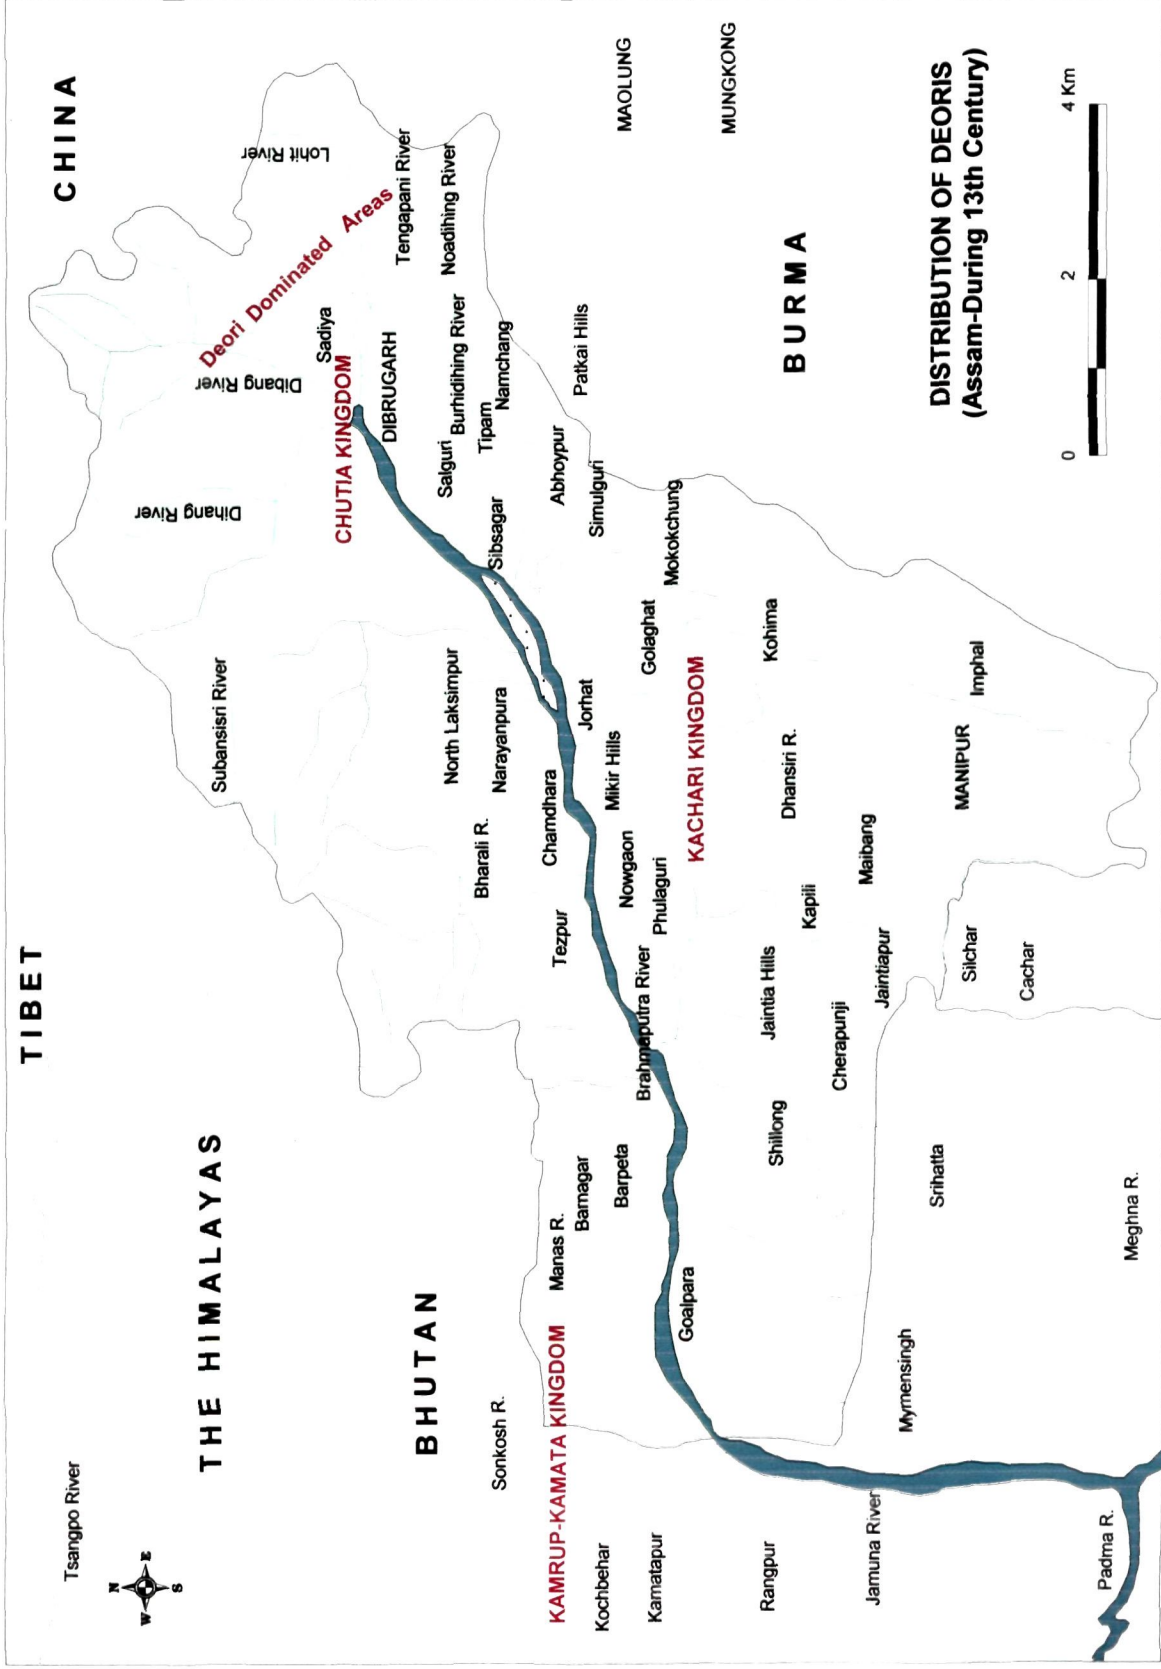 TIBET
CHINA
THE HIMALAYAS
Tsangpo River
N
W
E
S
BHUTAN
Lohit River
Deori Dominated Areas
Dibang River
Dihang River
Subansisri River
Sadiya
CHUTIA KINGDOM
DIBRUGARH
Tengapani River
Noadihing River
Burhidihing River
Salguri
Tipam
Namchang
Sibsagar
North Laksimpur
Narayanpura
Bharali R.
Chamdhara
Tezpur
Abhoypur
Simulguri
Patkai Hills
MAOLUNG
MUNGKONG
BURMA
Mokokchung
Golaghat
Jorhat
Mikir Hills
Nowgaon
Phulaguri
KACHARI KINGDOM
Brahmaputra River
Kohima
Dhansiri R.
Kapili
Maibang
Jaintia Hills
Jaintiapur
Cherapunji
Shillong
Imphal
MANIPUR
Silchar
Cachar
Manas R.
Barnagar
Barpeta
Goalpara
Sonkosh R.
KAMRUP-KAMATA KINGDOM
Kochbehar
Kamatapur
Rangpur
Jamuna River
Mymensingh
Srihatta
Meghna R.
Padma R.
DISTRIBUTION OF DEORIS
(Assam-During 13th Century)
0 2 4 Km